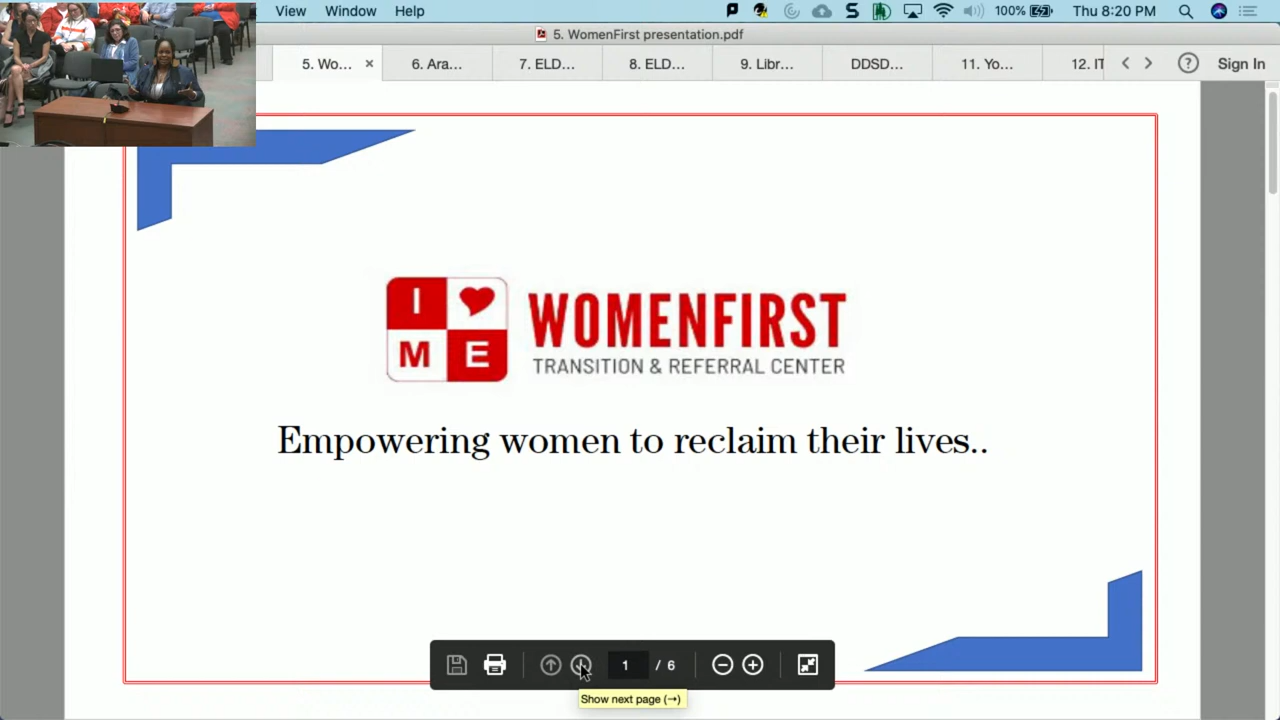 View Window Help 100% Thu 8:20 PM
5. WomenFirst presentation.pdf
5. Wo... × 6. Ara... 7. ELD... 8. ELD... 9. Libr... DDSD... 11. Yo... 12. IT Sign In
I
M E
WOMENFIRST
TRANSITION & REFERRAL CENTER
Empowering women to reclaim their lives..
1 / 6
Show next page (→)